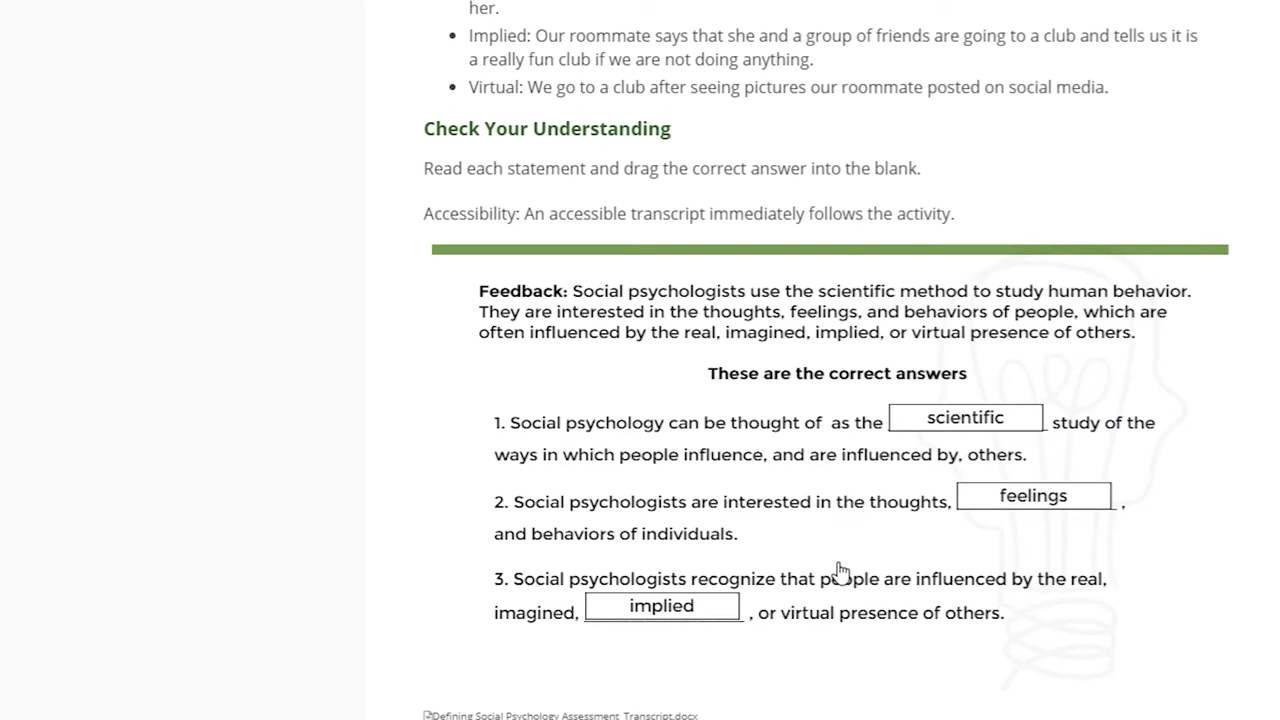 her.
• Implied: Our roommate says that she and a group of friends are going to a club and tells us it is
a really fun club if we are not doing anything.
• Virtual: We go to a club after seeing pictures our roommate posted on social media.
Check Your Understanding
Read each statement and drag the correct answer into the blank.
Accessibility: An accessible transcript immediately follows the activity.
Feedback: Social psychologists use the scientific method to study human behavior.
They are interested in the thoughts, feelings, and behaviors of people, which are
often influenced by the real, imagined, implied, or virtual presence of others.
These are the correct answers
1. Social psychology can be thought of as the scientific study of the
ways in which people influence, and are influenced by, others.
2. Social psychologists are interested in the thoughts, feelings ,
and behaviors of individuals.
3. Social psychologists recognize that people are influenced by the real,
imagined, implied , or virtual presence of others.
Defining Social Psychology Assessment Transcript.docx